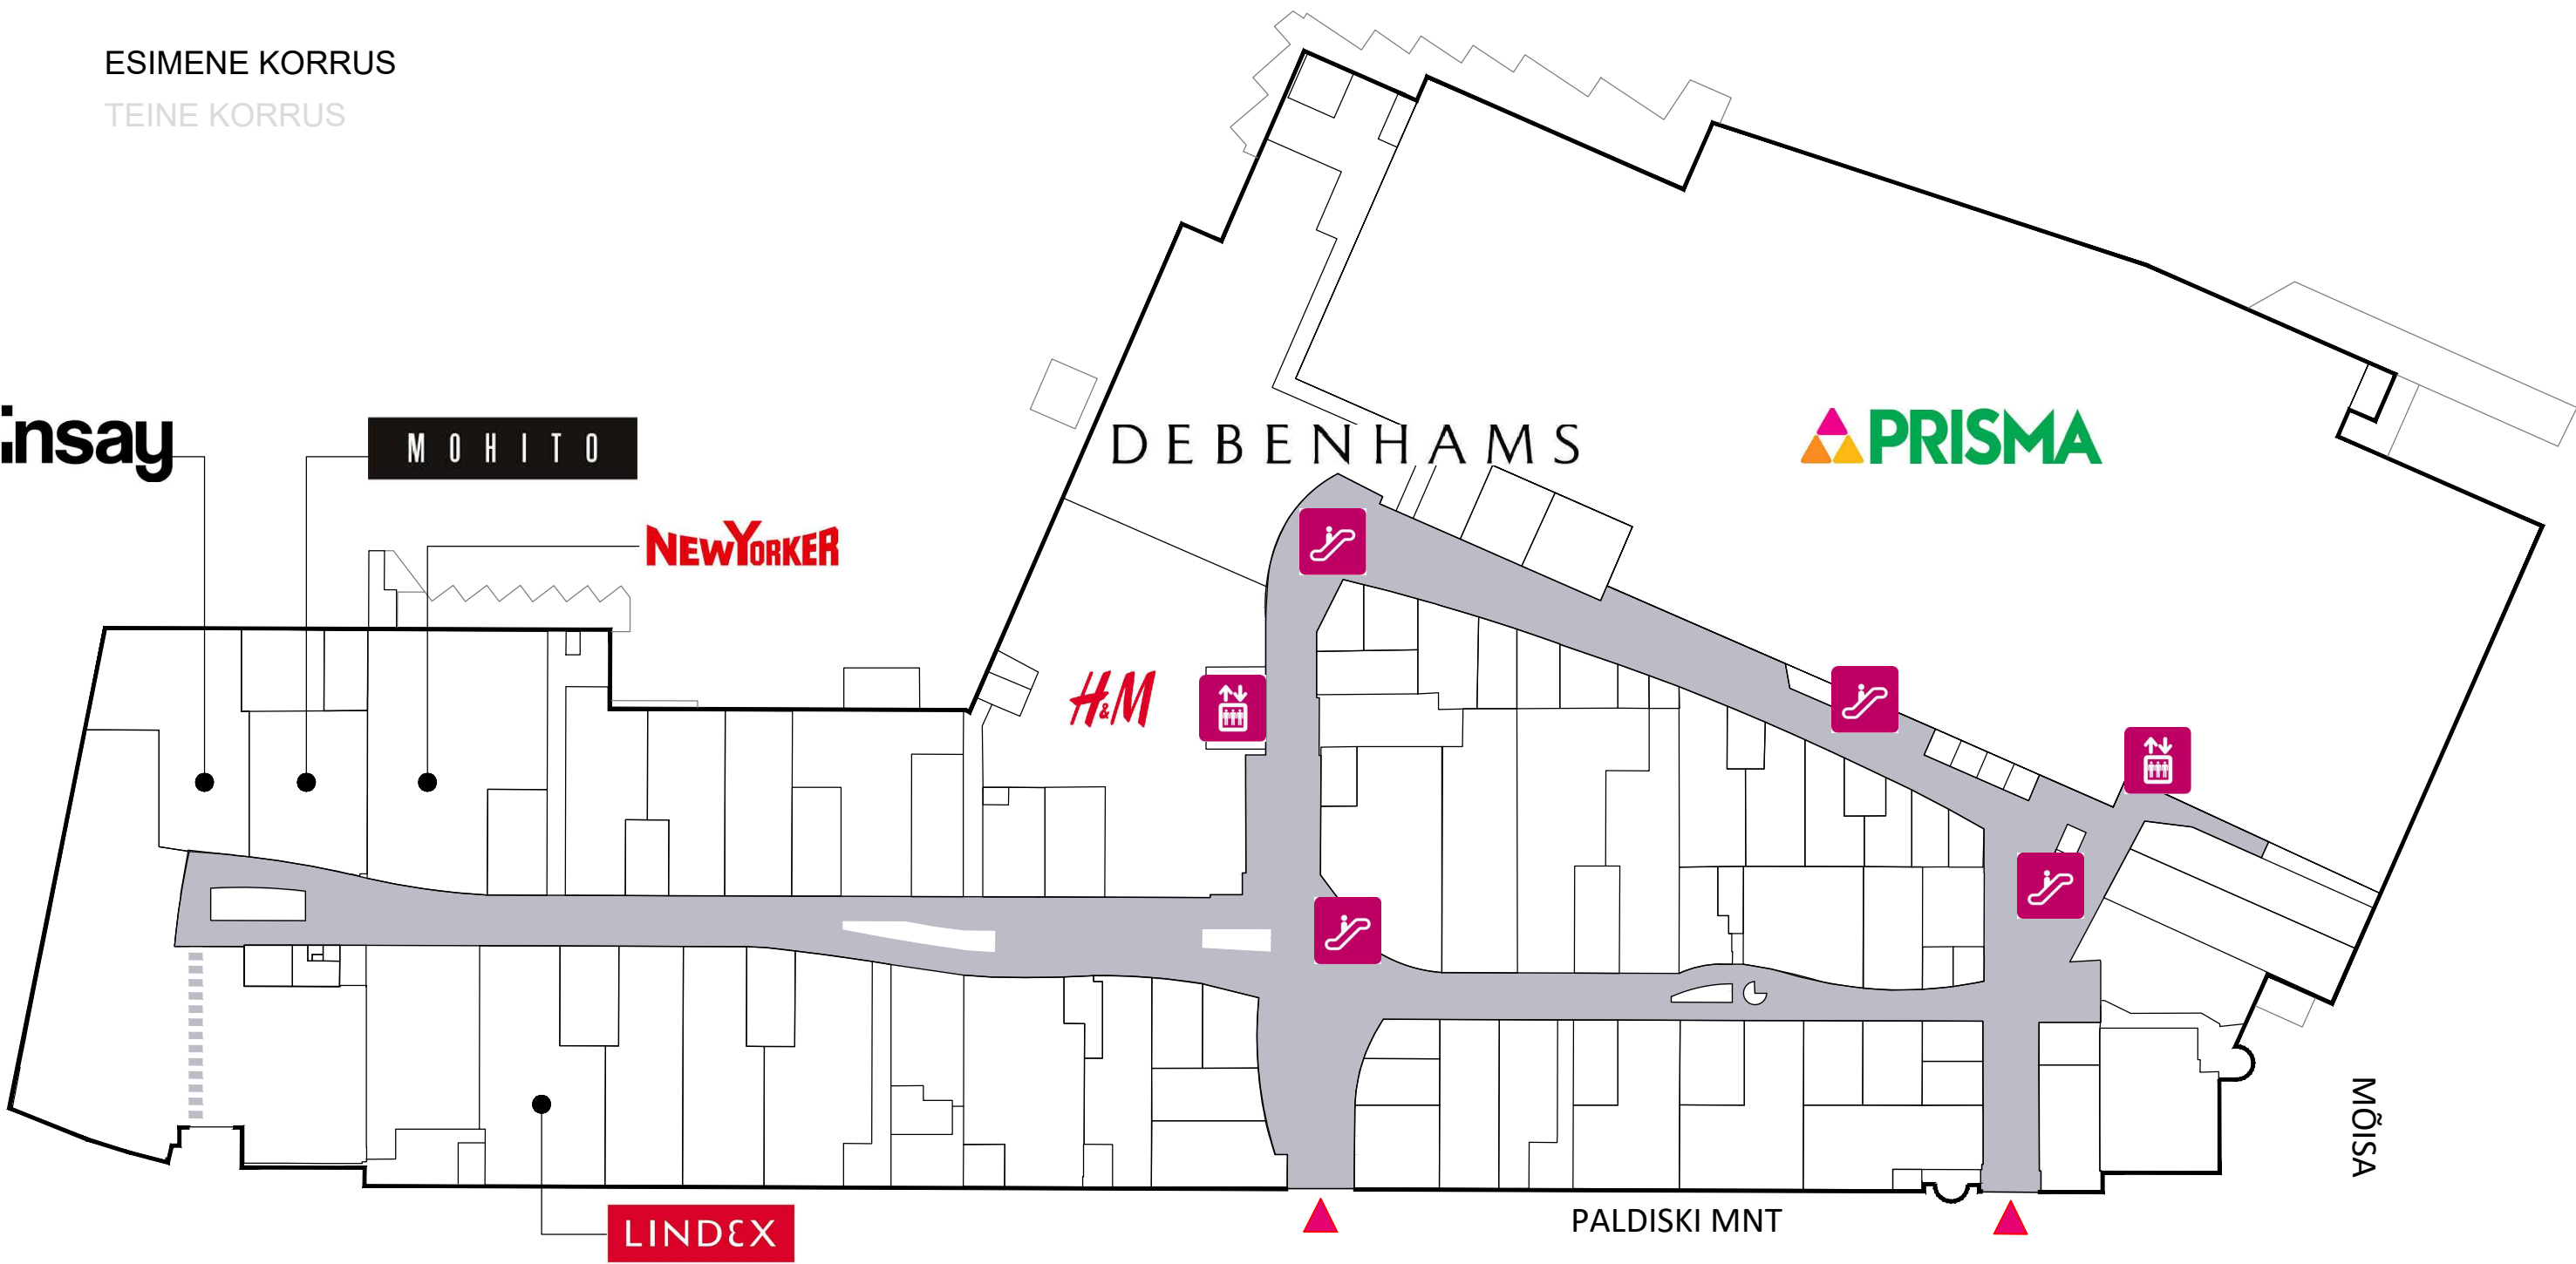 ESIMENE KORRUS
TEINE KORRUS
insay
MOHITO
DEBENHAMS
PRISMA
NEWYORKER
H&M
MÕISA
PALDISKI MNT
LINDEX